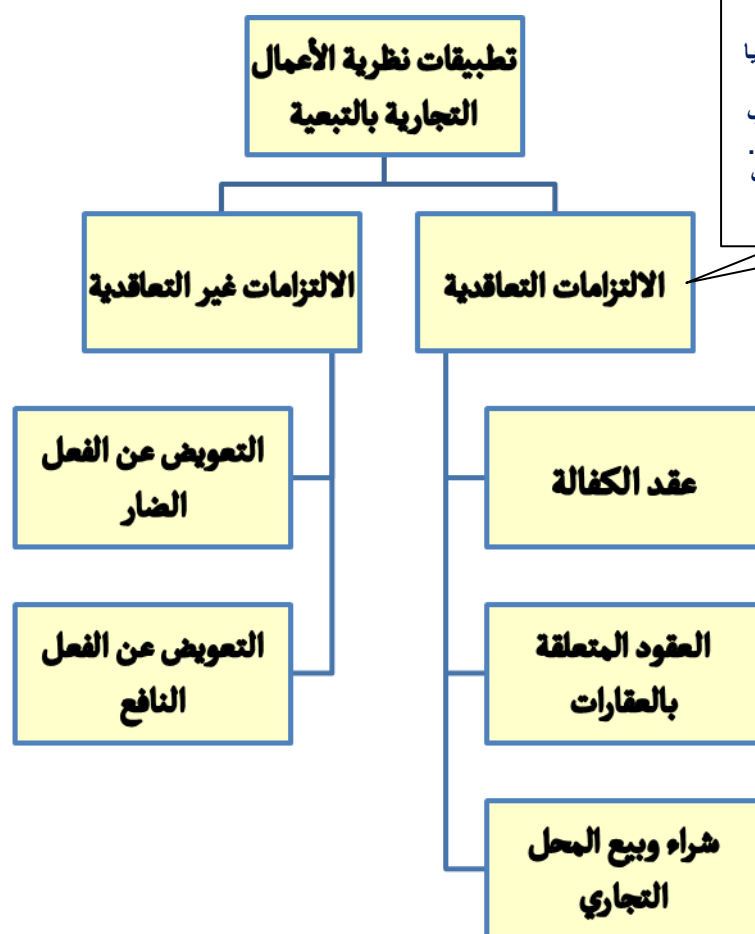 تطبيقات نظرية الأعمال
التجارية بالتبعية
الالتزامات التعاقدية
الالتزامات غير التعاقدية
عقد الكفالة
العقود المتعلقة
بالعقارات
شراء وبيع المحل
التجاري
التعويض عن الفعل
الضار
التعويض عن الفعل
النافع